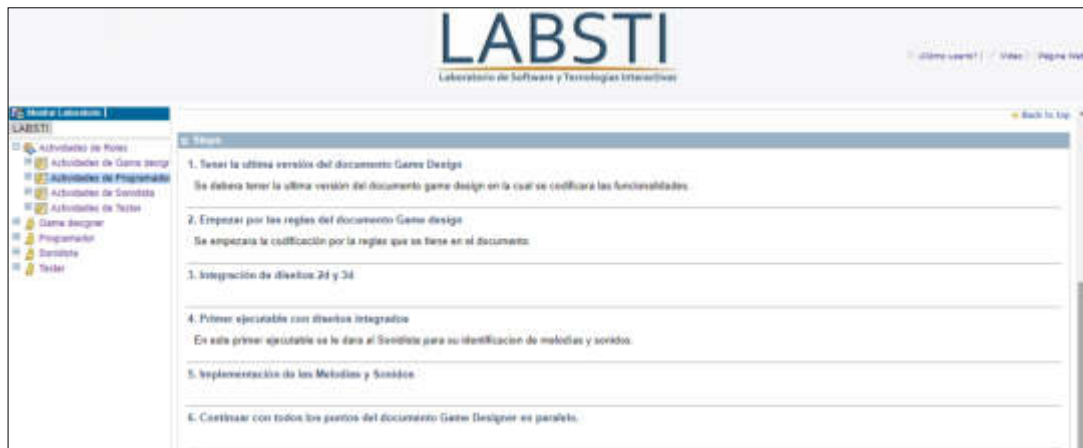 LABSTI
Laboratorio de Software y Tecnologías Interactivas
Video Página Web
Mostrar Laboratorio
LABSTI
Back to top
Actividades de Roles
Actividades de Game desigr
Actividades de Programador
Actividades de Sonidista
Actividades de Tester
Game designer
Programador
Sonidista
Tester
Steps
1. Tener la ultima versión del documento Game Design
Se debera tener la ultima versión del documento game design en la cual se codificara las funcionalidades.
2. Empezar por las reglas del documento Game design
Se empezara la codificación por la reglas que se tiene en el documento
3. Integración de diseños 2d y 3d
4. Primer ejecutable con diseños integrados
En este primer ejecutable se le dara al Sonidista para su identificacion de melodias y sonidos.
5. Implementación de las Melodias y Sonidos
6. Continuar con todos los puntos del documento Game Designer en paralelo.